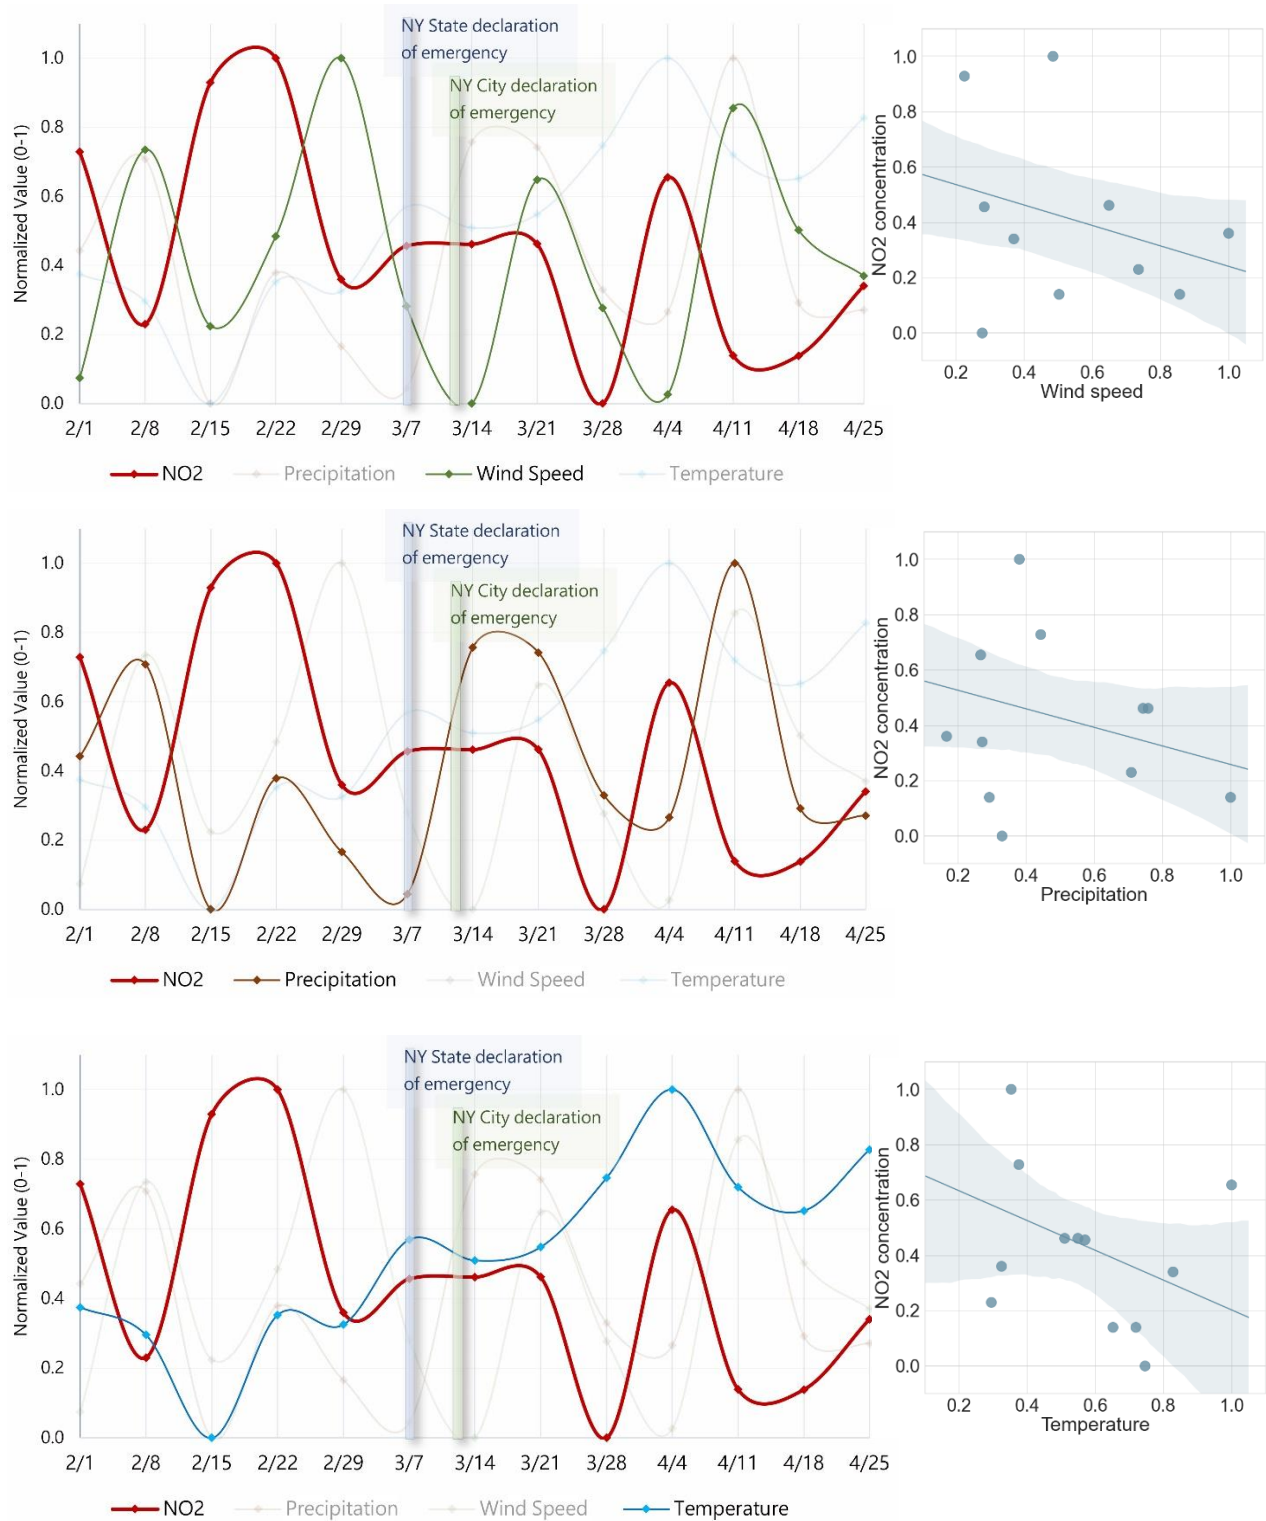 NY State declaration
of emergency
NY City declaration
of emergency
Normalized Value (0-1)
1.0
0.8
0.6
0.4
0.2
0.0
2/1 2/8 2/15 2/22 2/29 3/7 3/14 3/21 3/28 4/4 4/11 4/18 4/25
NO2 Precipitation Wind Speed Temperature
NO2 concentration
1.0
0.8
0.6
0.4
0.2
0.0
0.2 0.4 0.6 0.8 1.0
Wind speed
NY State declaration
of emergency
NY City declaration
of emergency
Normalized Value (0-1)
1.0
0.8
0.6
0.4
0.2
0.0
2/1 2/8 2/15 2/22 2/29 3/7 3/14 3/21 3/28 4/4 4/11 4/18 4/25
NO2 Precipitation Wind Speed Temperature
NO2 concentration
1.0
0.8
0.6
0.4
0.2
0.0
0.2 0.4 0.6 0.8 1.0
Precipitation
NY State declaration
of emergency
NY City declaration
of emergency
Normalized Value (0-1)
1.0
0.8
0.6
0.4
0.2
0.0
2/1 2/8 2/15 2/22 2/29 3/7 3/14 3/21 3/28 4/4 4/11 4/18 4/25
NO2 Precipitation Wind Speed Temperature
NO2 concentration
1.0
0.8
0.6
0.4
0.2
0.0
0.2 0.4 0.6 0.8 1.0
Temperature